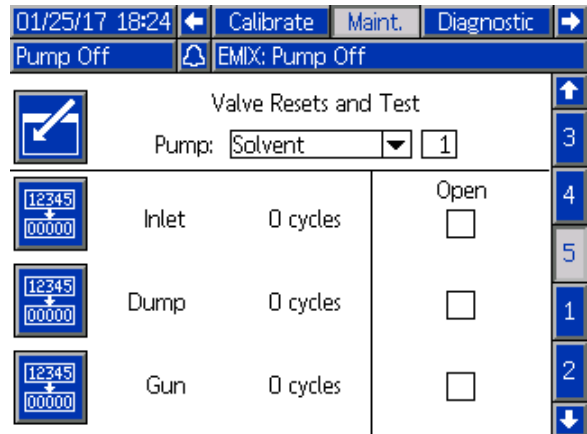 01/25/17 18:24 Calibrate Maint. Diagnostic
Pump Off EMIX: Pump Off
Valve Resets and Test
Pump: Solvent 1
3
4
5
1
2
Open
12345
00000
Inlet 0 cycles
12345
00000
Dump 0 cycles
12345
00000
Gun 0 cycles